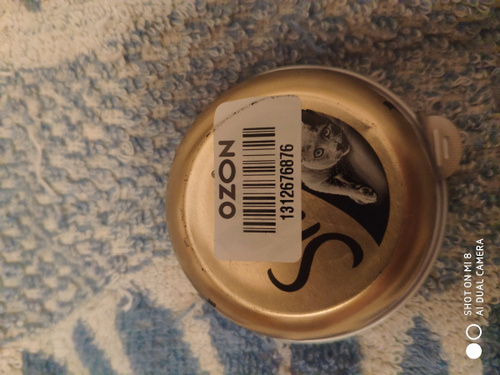 OZON
1312676876
S
SHOT ON MI 8
AI DUAL CAMERA